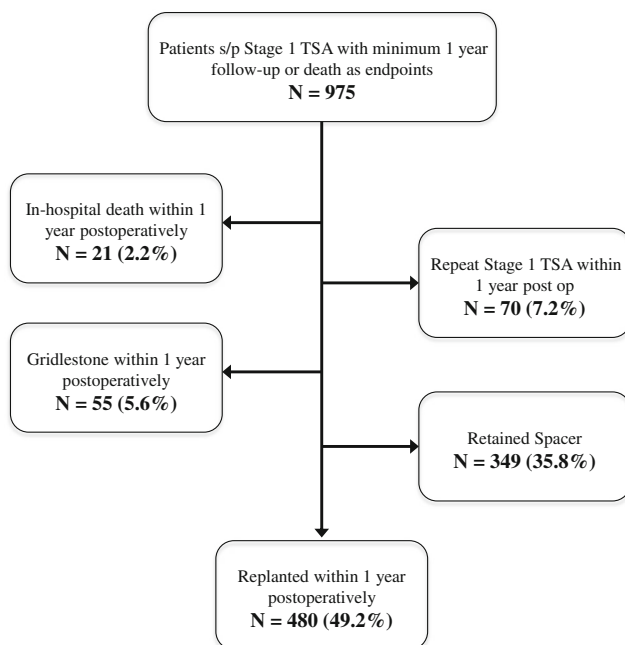 Patients s/p Stage 1 TSA with minimum 1 year
follow-up or death as endpoints
N = 975
In-hospital death within 1
year postoperatively
N = 21 (2.2%)
Repeat Stage 1 TSA within
1 year post op
N = 70 (7.2%)
Gridlestone within 1 year
postoperatively
N = 55 (5.6%)
Retained Spacer
N = 349 (35.8%)
Replanted within 1 year
postoperatively
N = 480 (49.2%)